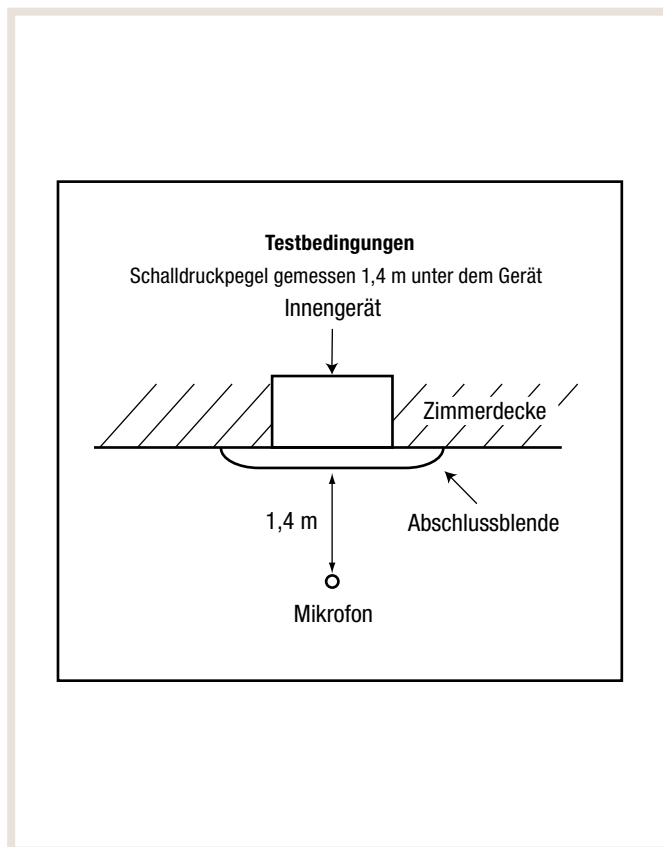 Testbedingungen
Schalldruckpegel gemessen 1,4 m unter dem Gerät
Innengerät
Zimmerdecke
1,4 m
Abschlussblende
Mikrofon